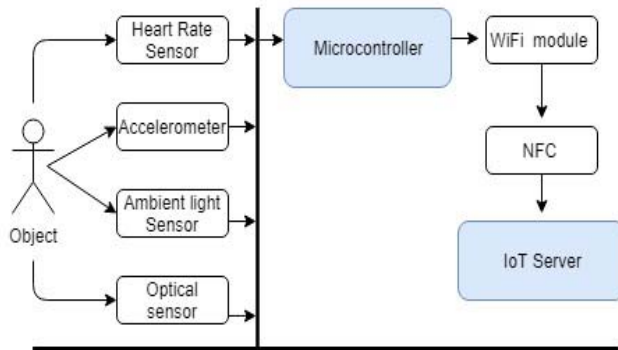 Heart Rate
Sensor
Microcontroller
WiFi module
Accelerometer
NFC
Object
Ambient light
Sensor
IoT Server
Optical
sensor